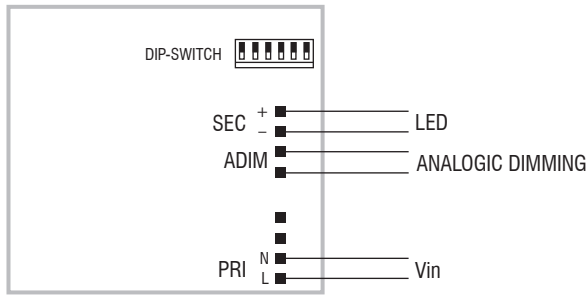 DIP-SWITCH
SEC + LED
−
ADIM ANALOGIC DIMMING
N
PRI Vin
L